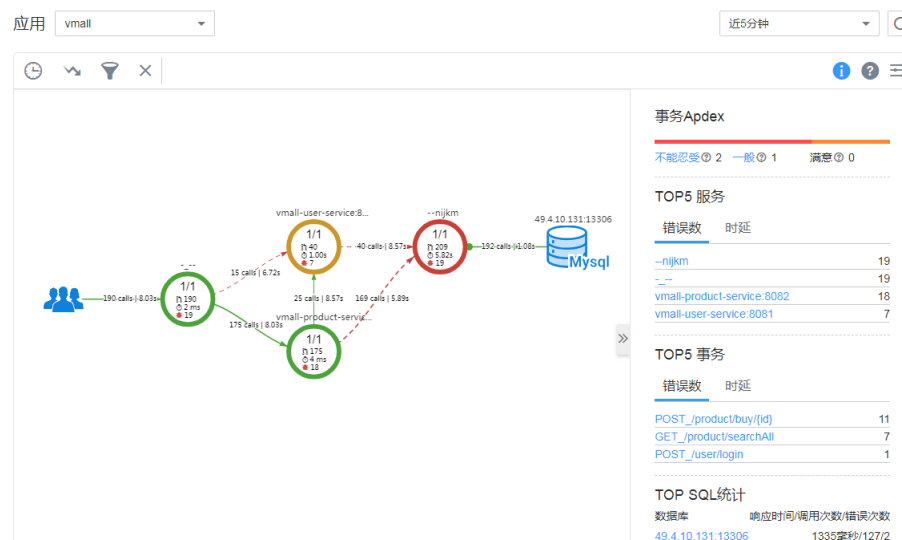 应用 vmall 近5分钟
事务Apdex
不能忍受 2 一般 1 满意 0
TOP5 服务
错误数 时延
--nijkm 19
-_-- 19
vmall-product-service:8082 18
vmall-user-service:8081 7
TOP5 事务
错误数 时延
POST_/product/buy/{id} 11
GET_/product/searchAll 7
POST_/user/login 1
TOP SQL统计
数据库 响应时间/调用次数/错误次数
49.4.10.131:13306 1335毫秒/127/2
vmall-user-service:8...
1/1
40
1.00s
7
--nijkm
1/1
209
5.82s
19
49.4.10.131:13306
Mysql
40 calls | 8.57s
192 calls | 1.08s
15 calls | 6.72s
-_--
1/1
190
2 ms
19
190 calls | 8.03s
25 calls | 8.57s
169 calls | 5.89s
175 calls | 8.03s
vmall-product-servic...
1/1
175
4 ms
18